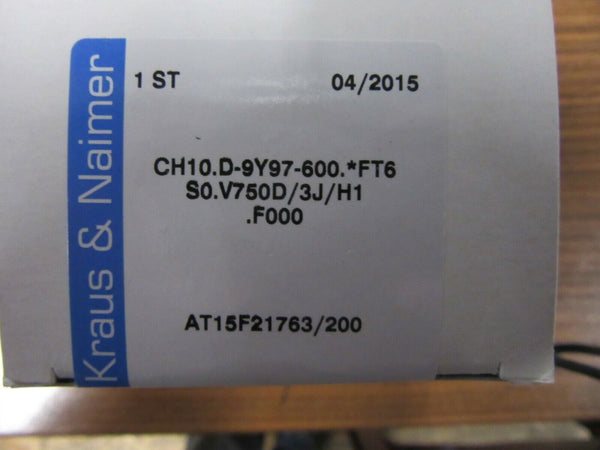 Kraus & Naimer
1 ST 04/2015
CH10.D-9Y97-600.*FT6
S0.V750D/3J/H1
.F000
AT15F21763/200